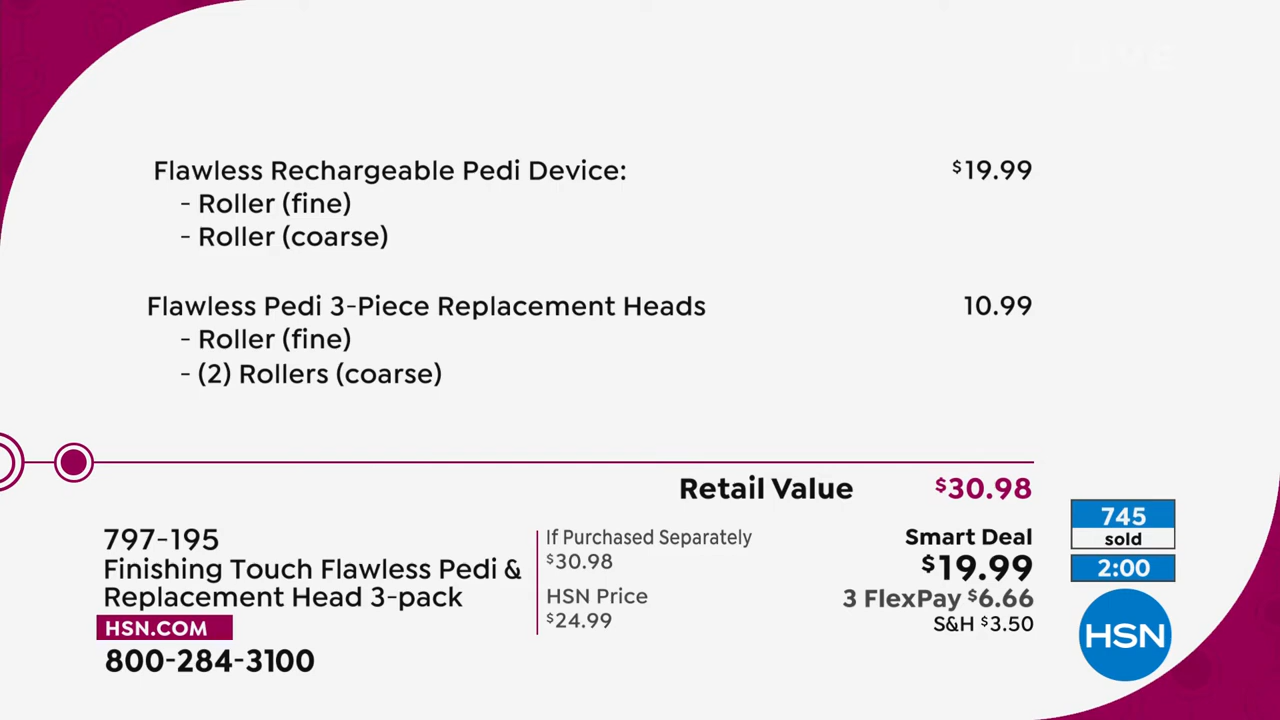 LIVE
Flawless Rechargeable Pedi Device: $19.99
- Roller (fine)
- Roller (coarse)
Flawless Pedi 3-Piece Replacement Heads 10.99
- Roller (fine)
- (2) Rollers (coarse)
Retail Value $30.98
797-195
Finishing Touch Flawless Pedi &
Replacement Head 3-pack
HSN.COM
800-284-3100
If Purchased Separately
$30.98
HSN Price
$24.99
Smart Deal
$19.99
3 FlexPay $6.66
S&H $3.50
745
sold
2:00
HSN